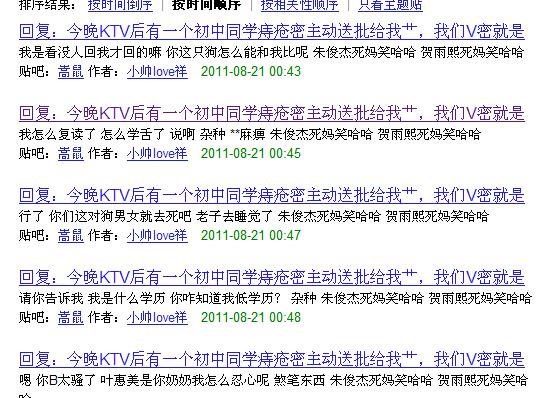 排序结果： 按时间倒序 | 按时间顺序 | 按相关性顺序 | 只看主题贴
回复：今晚KTV后有一个初中同学痔疮密主动送批给我艹，我们V密就是
我是看没人回我才回的嘛 你这只狗怎么能和我比呢 朱俊杰死妈笑哈哈 贺雨熙死妈笑哈哈
贴吧：嵩鼠 作者：小帅love祥 2011-08-21 00:43
回复：今晚KTV后有一个初中同学痔疮密主动送批给我艹，我们V密就是
我怎么复读了 怎么学舌了 说啊 杂种 **麻痹 朱俊杰死妈笑哈哈 贺雨熙死妈笑哈哈
贴吧：嵩鼠 作者：小帅love祥 2011-08-21 00:45
回复：今晚KTV后有一个初中同学痔疮密主动送批给我艹，我们V密就是
行了 你们这对狗男女就去死吧 老子去睡觉了 朱俊杰死妈笑哈哈 贺雨熙死妈笑哈哈
贴吧：嵩鼠 作者：小帅love祥 2011-08-21 00:47
回复：今晚KTV后有一个初中同学痔疮密主动送批给我艹，我们V密就是
请你告诉我 我是什么学历 你咋知道我低学历？ 杂种 朱俊杰死妈笑哈哈 贺雨熙死妈笑哈哈
贴吧：嵩鼠 作者：小帅love祥 2011-08-21 00:48
回复：今晚KTV后有一个初中同学痔疮密主动送批给我艹，我们V密就是
嗯 你B太骚了 叶惠美是你奶奶我怎么忍心呢 煞笔东西 朱俊杰死妈笑哈哈 贺雨熙死妈笑哈
哈